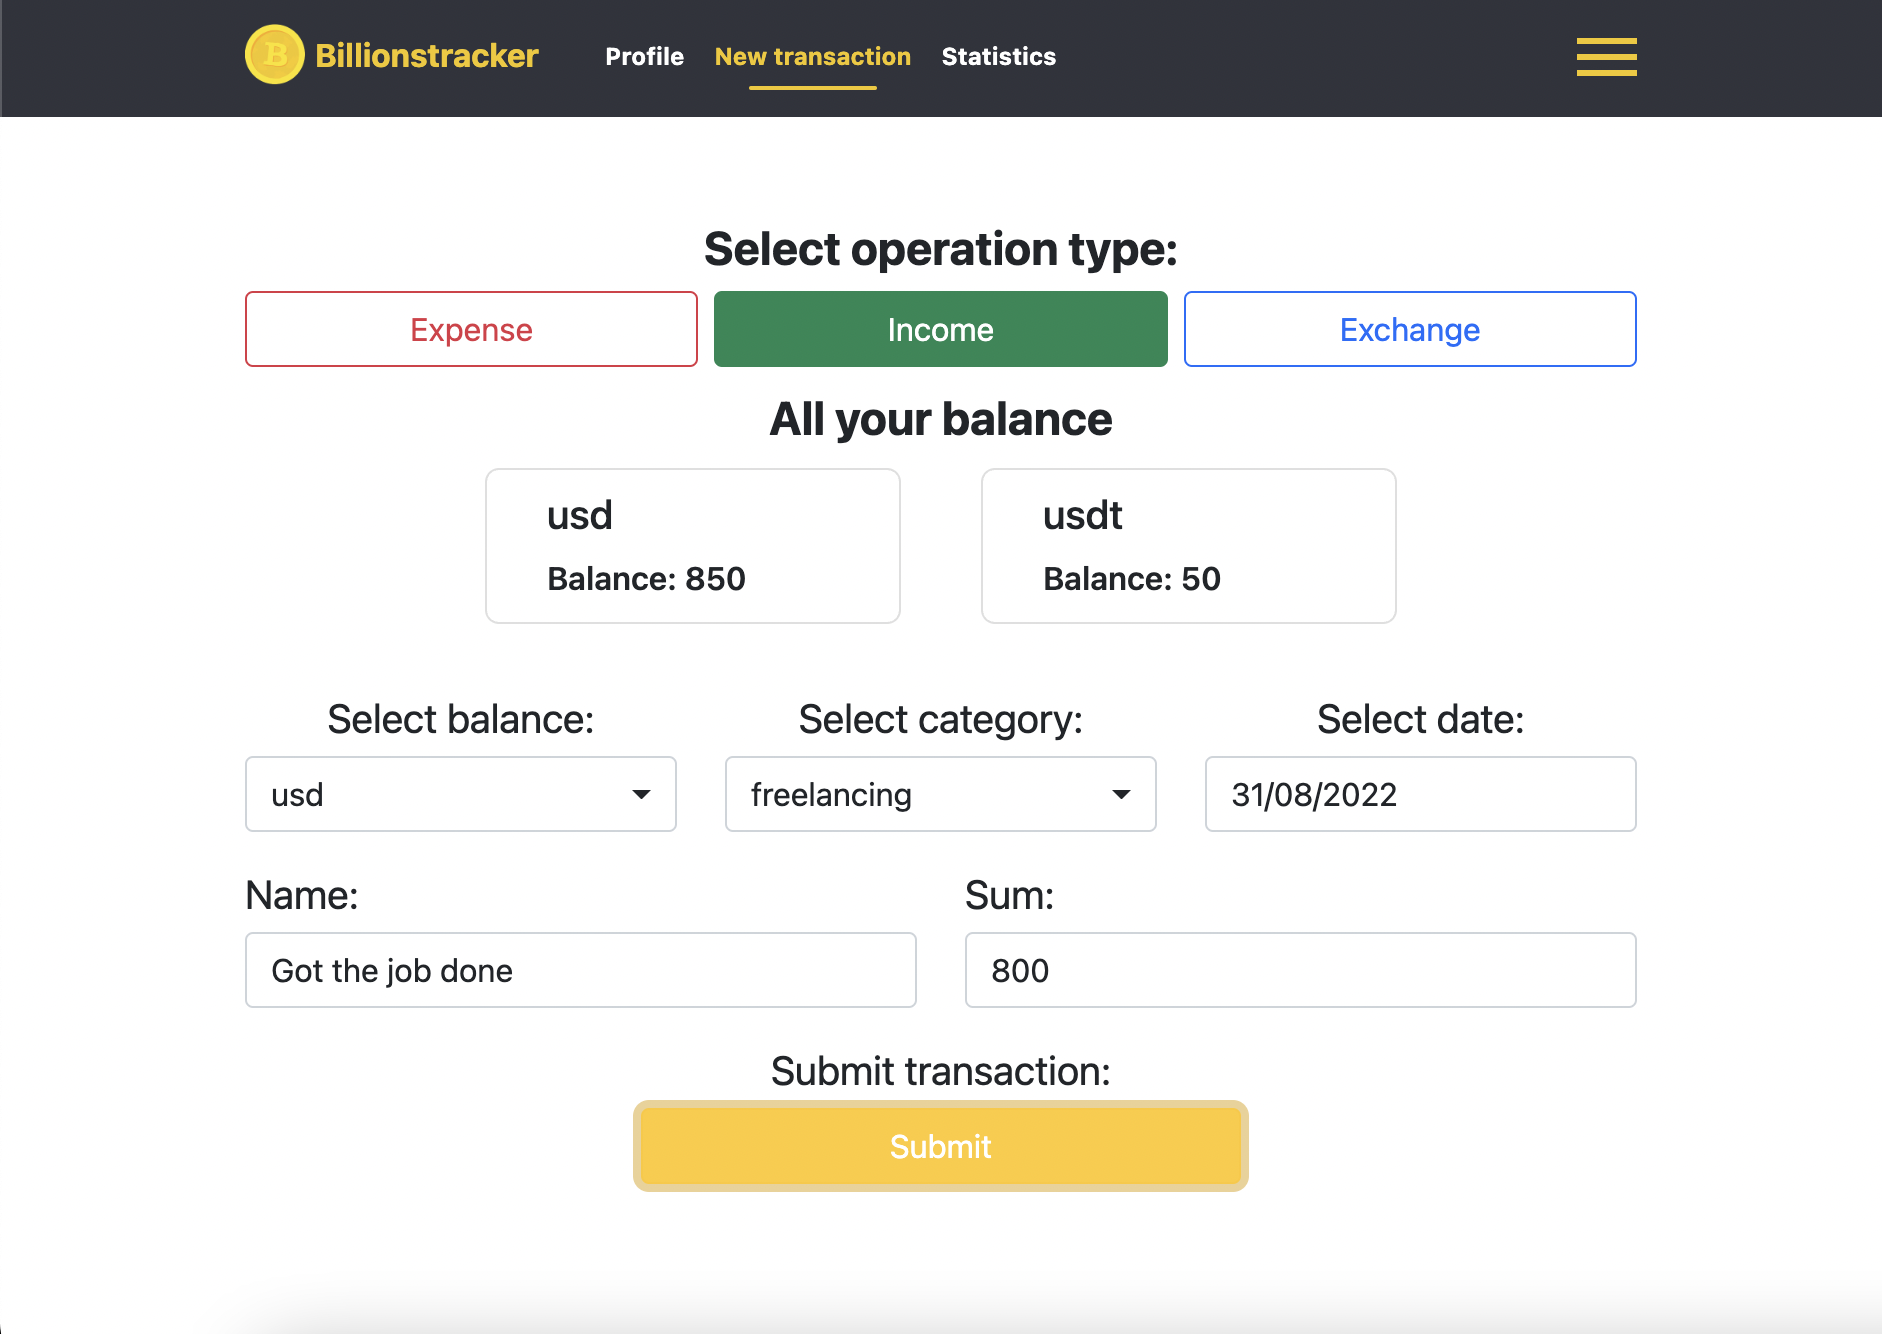 Billionstracker Profile New transaction Statistics
Select operation type:
Expense Income Exchange
All your balance
usd usdt
Balance: 850 Balance: 50
Select balance: Select category: Select date:
usd freelancing 31/08/2022
Name: Sum:
Got the job done 800
Submit transaction:
Submit